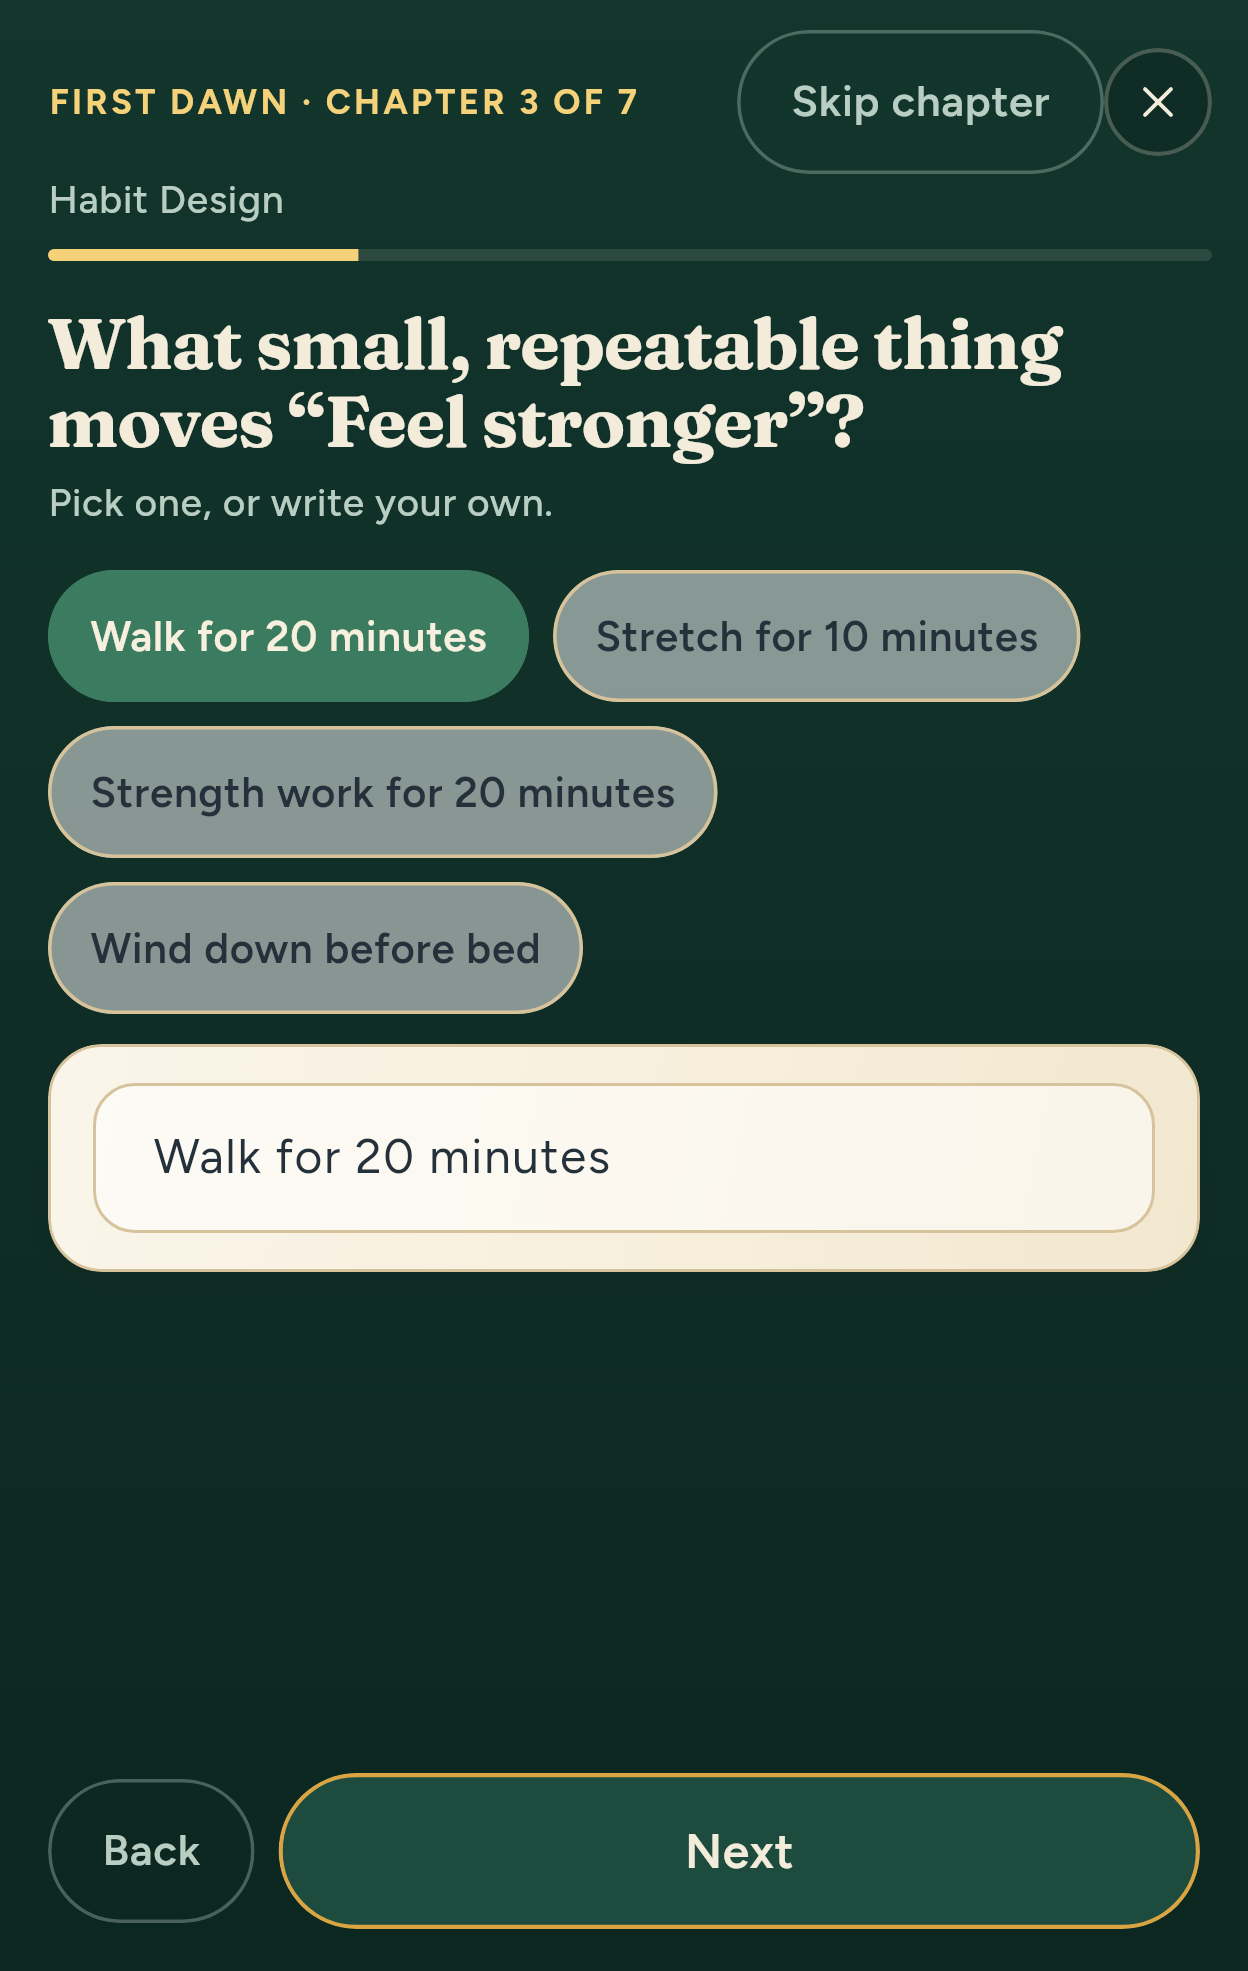 FIRST DAWN · CHAPTER 3 OF 7
Skip chapter
Habit Design
What small, repeatable thing
moves “Feel stronger”?
Pick one, or write your own.
Walk for 20 minutes
Stretch for 10 minutes
Strength work for 20 minutes
Wind down before bed
Walk for 20 minutes
Back
Next